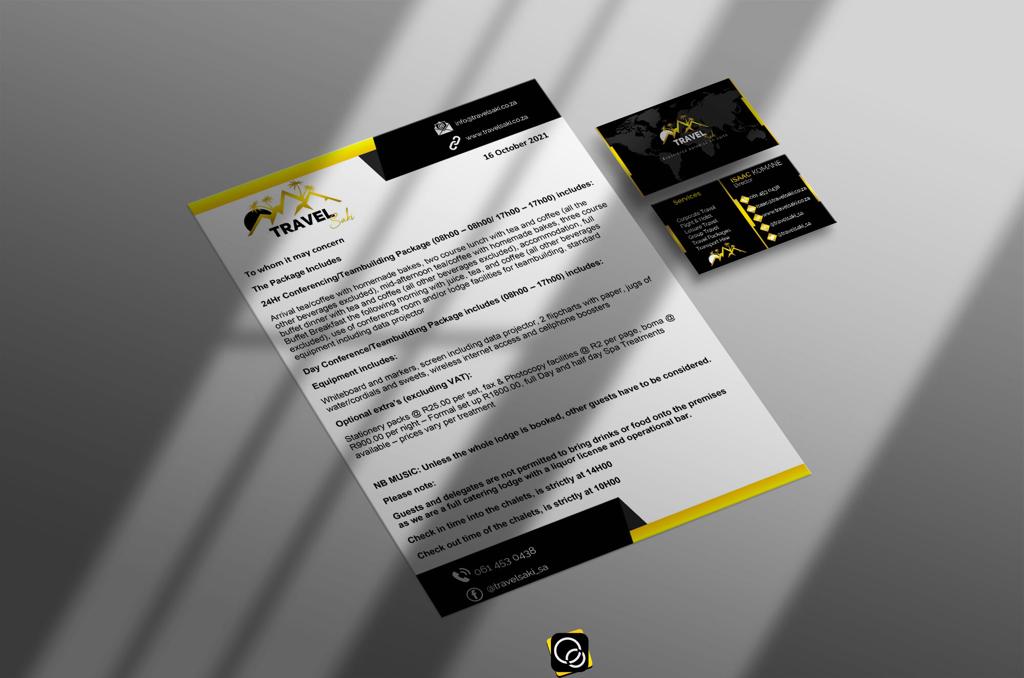 info@travelsaki.co.za
www.travelsaki.co.za
16 October 2021
TRAVEL
Saki
To whom it may concern
The Package Includes
24Hr Conferencing/Teambuilding Package (08h00 – 08h00/ 17h00 – 17h00) includes:
Arrival tea/coffee with homemade bakes, two course lunch with tea and coffee (all the
other beverages excluded), mid-afternoon tea/coffee with homemade bakes, three course
buffet dinner with tea and coffee (all other beverages excluded), accommodation, full
Buffet Breakfast the following morning with juice, tea, and coffee (all other beverages
excluded), use of conference room and/or lodge facilities for teambuilding, standard
equipment including data projector
Day Conference/Teambuilding Package includes (08h00 – 17h00) includes:
Equipment includes:
Whiteboard and markers, screen including data projector, 2 flipcharts with paper, jugs of
water/cordials and sweets, wireless internet access and cellphone boosters
Optional extra's (excluding VAT):
Stationery packs @ R25.00 per set, fax & Photocopy facilities @ R2 per page, boma @
R900.00 per night – Formal set up R1800.00, full Day and half day Spa Treatments
available – prices vary per treatment
NB MUSIC: Unless the whole lodge is booked, other guests have to be considered.
Please note:
Guests and delegates are not permitted to bring drinks or food onto the premises
as we are a full catering lodge with a liquor license and operational bar.
Check in time into the chalets, is strictly at 14H00
Check out time of the chalets, is strictly at 10H00
061 453 0438
@travelsaki_sa
TRAVEL
ISAAC KOMANE
Director
061 453 0438
isaac@travelsaki.co.za
www.travelsaki.co.za
@travelsaki_sa
@travelsaki_sa
Services
Corporate Travel
Flight & Hotel
Leisure Travel
Group Travel
Travel Packages
Transport Hire